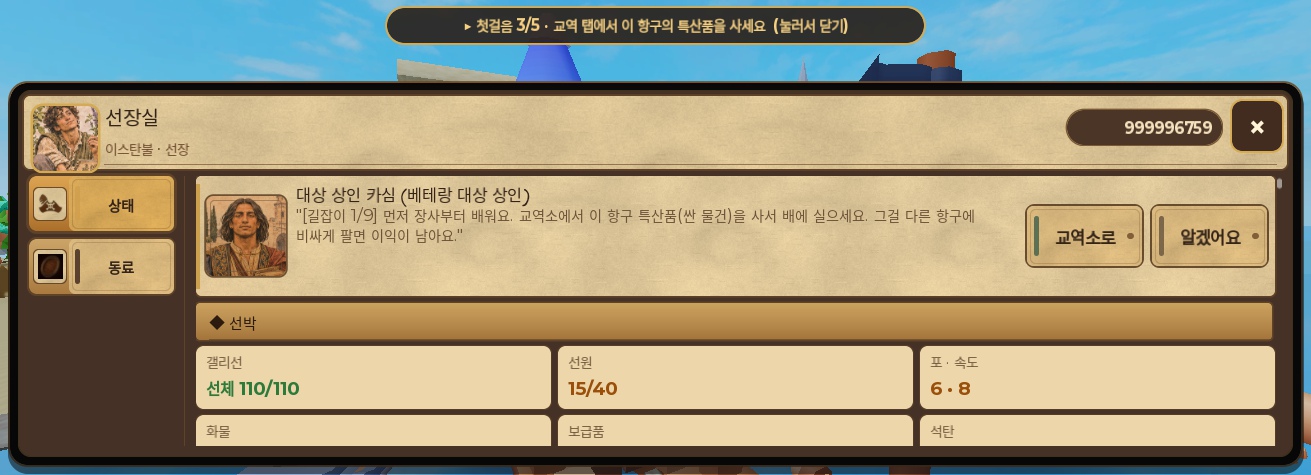 ▸ 첫걸음 3/5 · 교역 탭에서 이 항구의 특산품을 사세요 (눌러서 닫기)
선장실
이스탄불 · 선장
999996759
×
상태
동료
대상 상인 카심 (베테랑 대상 상인)
"[길잡이 1/9] 먼저 장사부터 배워요. 교역소에서 이 항구 특산품(싼 물건)을 사서 배에 실으세요. 그걸 다른 항구에
비싸게 팔면 이익이 남아요."
교역소로
알겠어요
◆ 선박
갤리선
선체 110/110
선원
15/40
포 · 속도
6 · 8
화물
보급품
석탄